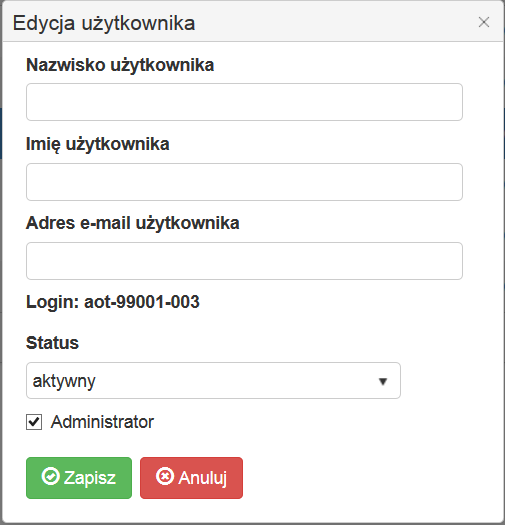 Edycja użytkownika
Nazwisko użytkownika
Imię użytkownika
Adres e-mail użytkownika
Login: aot-99001-003
Status
aktywny
Administrator
Zapisz Anuluj